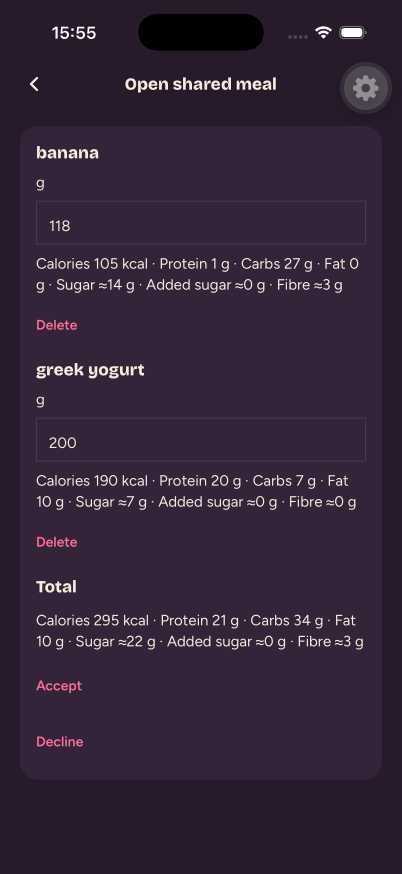 15:55
Open shared meal
banana
g
118
Calories 105 kcal · Protein 1 g · Carbs 27 g · Fat 0
g · Sugar ≈14 g · Added sugar ≈0 g · Fibre ≈3 g
Delete
greek yogurt
g
200
Calories 190 kcal · Protein 20 g · Carbs 7 g · Fat
10 g · Sugar ≈7 g · Added sugar ≈0 g · Fibre ≈0 g
Delete
Total
Calories 295 kcal · Protein 21 g · Carbs 34 g · Fat
10 g · Sugar ≈22 g · Added sugar ≈0 g · Fibre ≈3 g
Accept
Decline